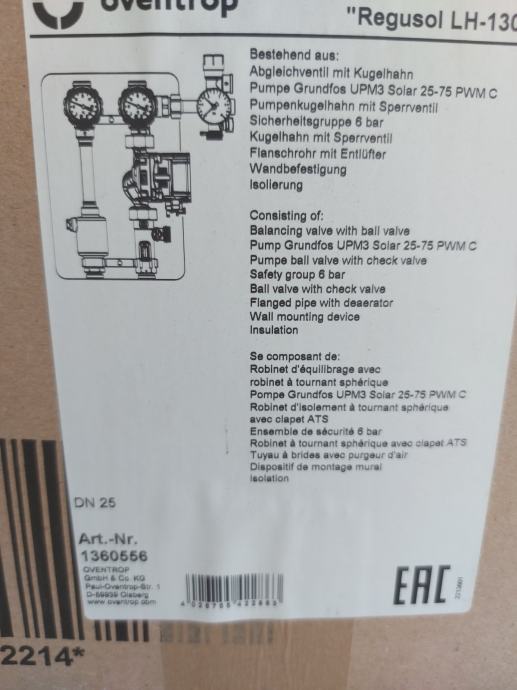 oventrop
"Regusol LH-130
Bestehend aus:
Abgleichventil mit Kugelhahn
Pumpe Grundfos UPM3 Solar 25-75 PWM C
Pumpenkugelhahn mit Sperrventil
Sicherheitsgruppe 6 bar
Kugelhahn mit Sperrventil
Flanschrohr mit Entlüfter
Wandbefestigung
Isolierung
Consisting of:
Balancing valve with ball valve
Pump Grundfos UPM3 Solar 25-75 PWM C
Pumpe ball valve with check valve
Safety group 6 bar
Ball valve with check valve
Flanged pipe with deaerator
Wall mounting device
Insulation
Se composant de:
Robinet d'équilibrage avec
robinet à tournant sphérique
Pompe Grundfos UPM3 Solar 25-75 PWM C
Robinet d'isolement à tournant sphérique
avec clapet ATS
Ensemble de sécurité 6 bar
Robinet à tournant sphérique avec clapet ATS
Tuyau à brides avec purgeur d'air
Dispositif de montage mural
Isolation
DN 25
Art.-Nr.
1360556
OVENTROP
GmbH & Co. KG
Paul-Oventrop-Str. 1
D-59939 Olsberg
www.oventrop.com
EAC
2214*